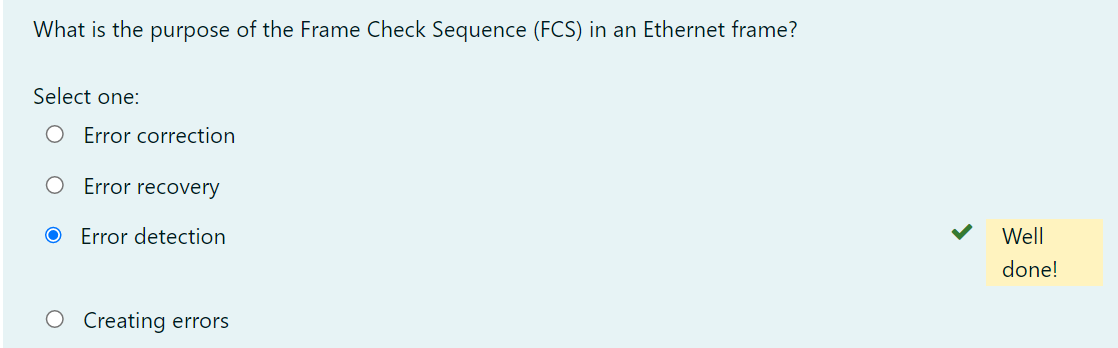 What is the purpose of the Frame Check Sequence (FCS) in an Ethernet frame?
Select one:
Error correction
Error recovery
Error detection
Well
done!
Creating errors